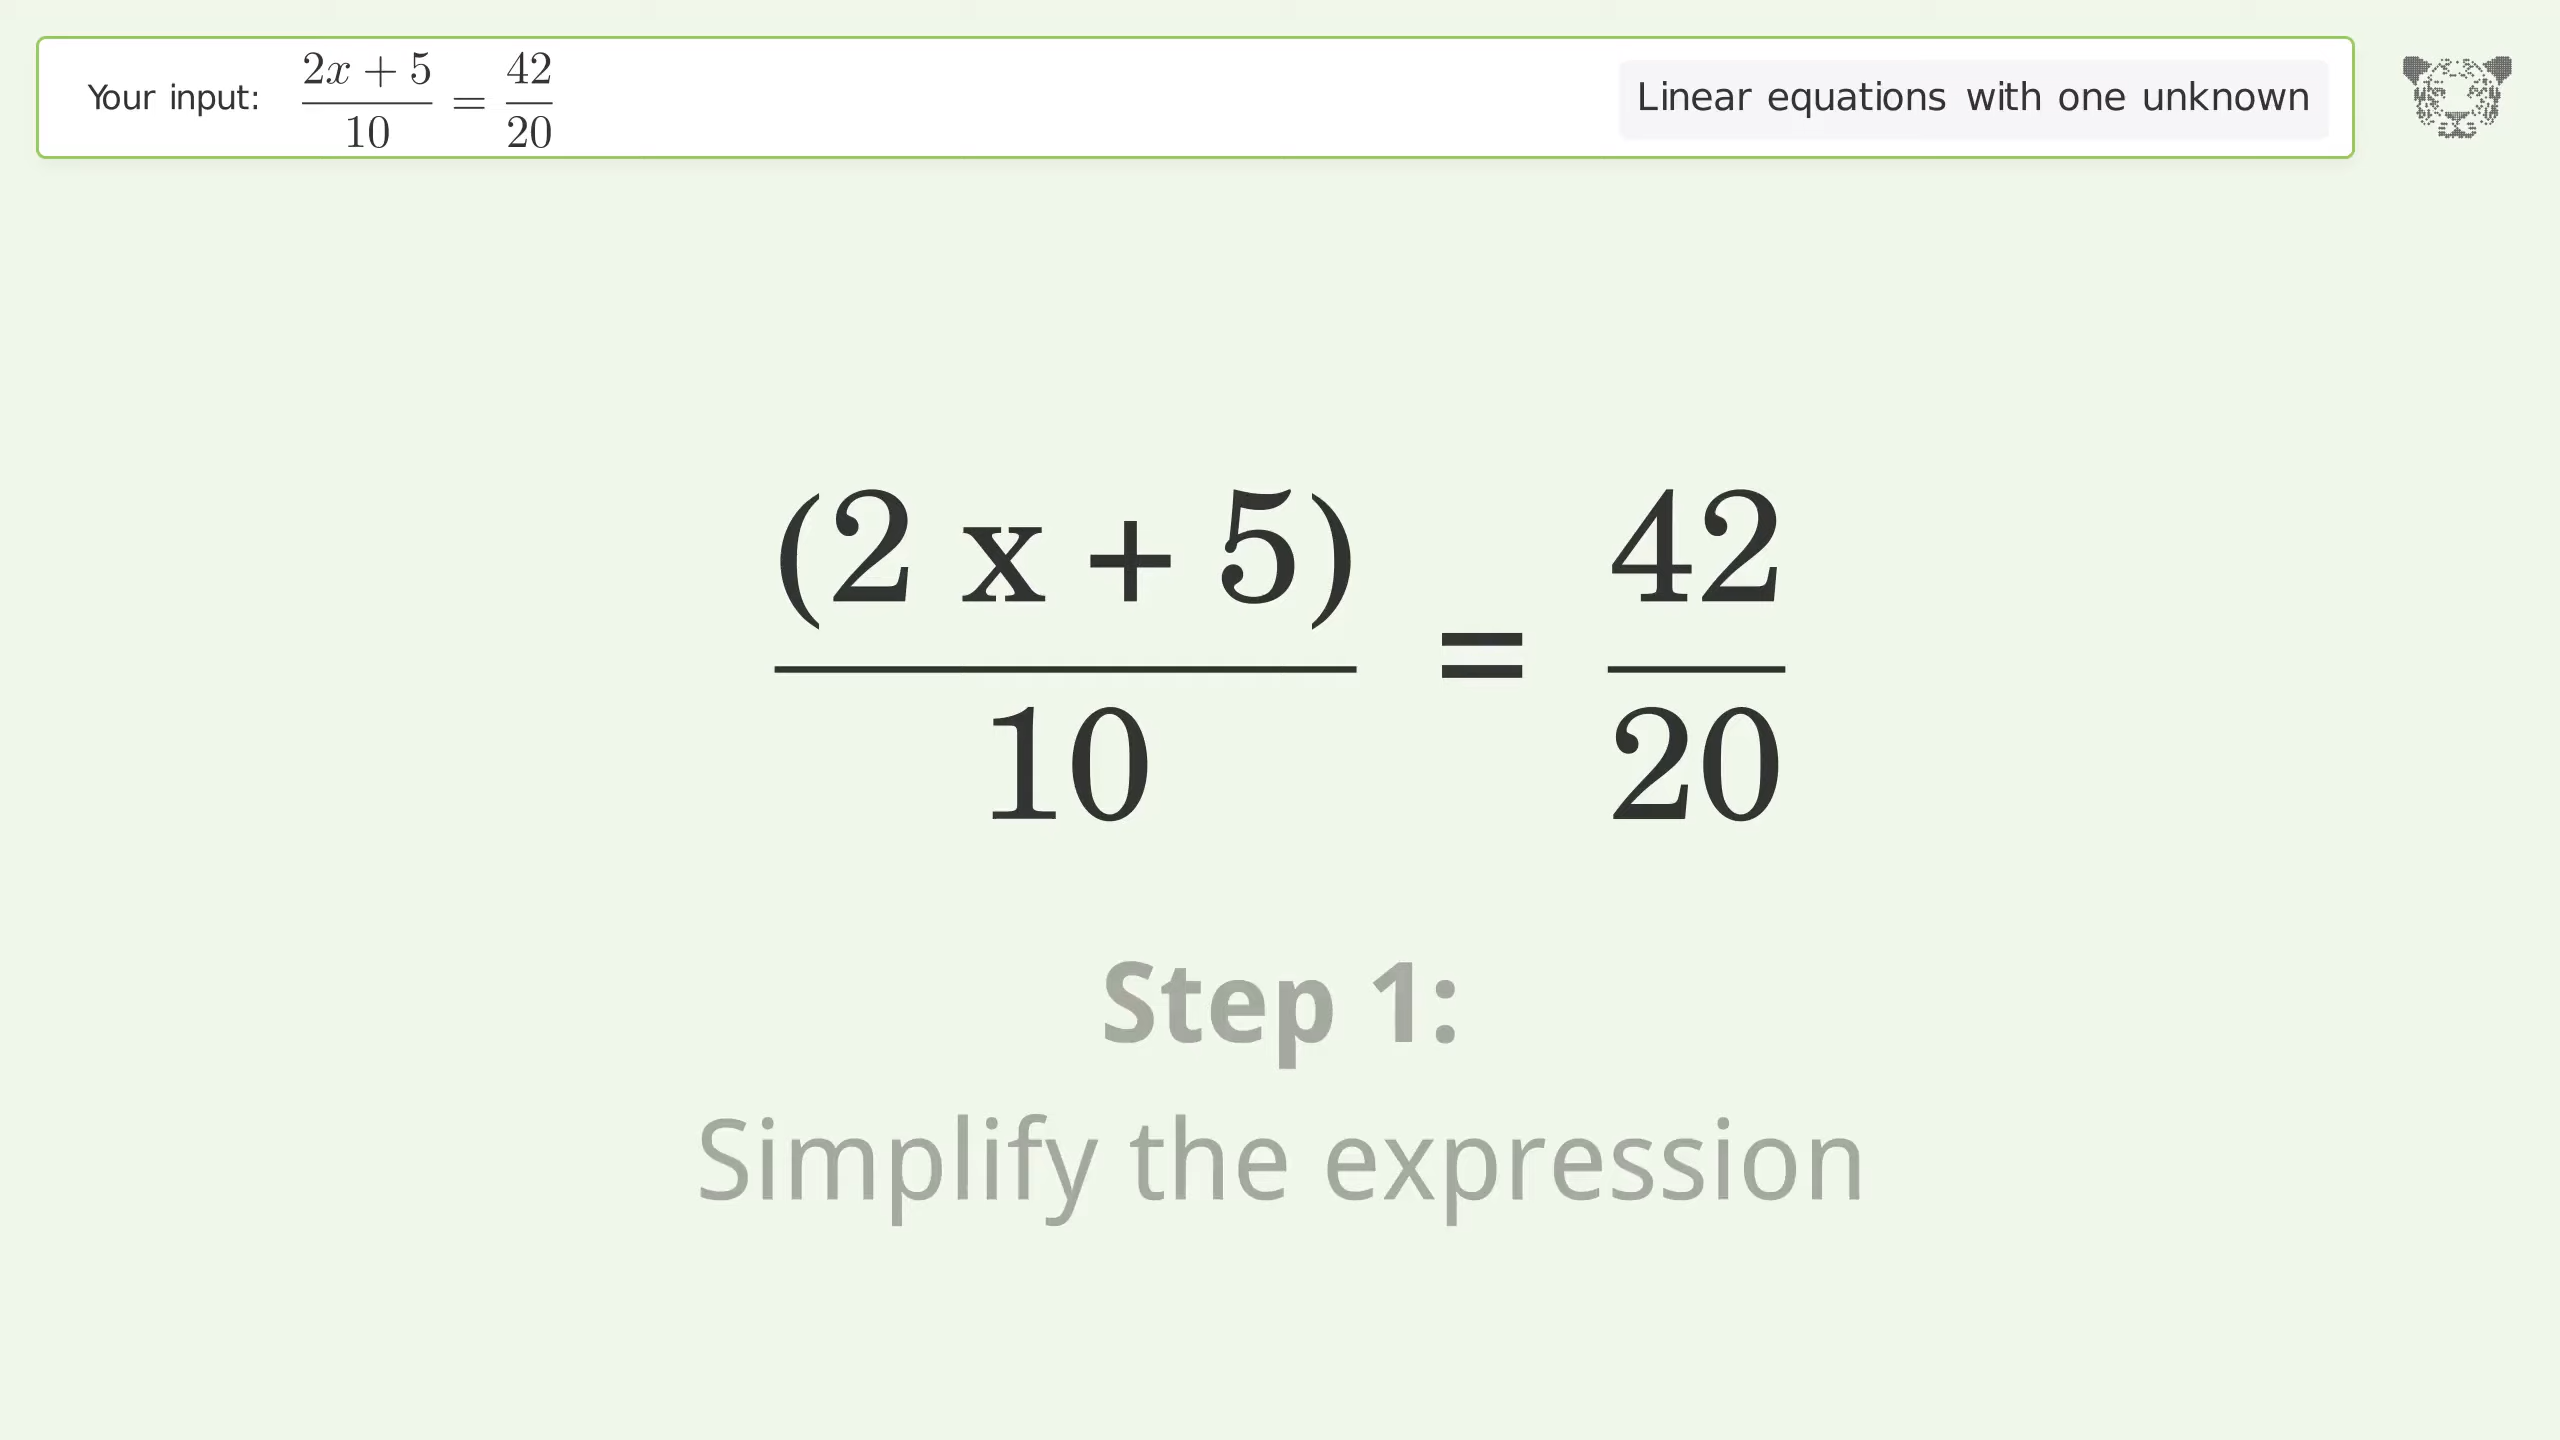 Your input: (2x + 5)/10 = 42/20
Linear equations with one unknown
(2 x + 5)/10 = 42/20
Step 1:
Simplify the expression